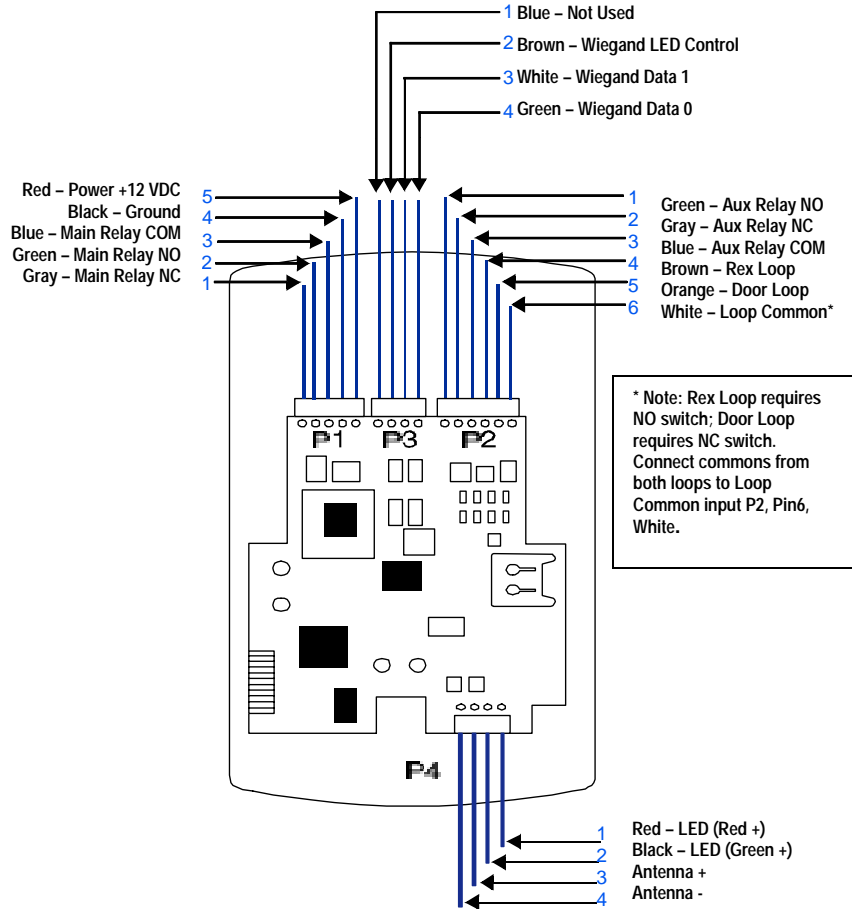 1 Blue – Not Used
2 Brown – Wiegand LED Control
3 White – Wiegand Data 1
4 Green – Wiegand Data 0
Red – Power +12 VDC 5
Black – Ground 4
Blue – Main Relay COM 3
Green – Main Relay NO 2
Gray – Main Relay NC 1
1 Green – Aux Relay NO
2 Gray – Aux Relay NC
3 Blue – Aux Relay COM
4 Brown – Rex Loop
5 Orange – Door Loop
6 White – Loop Common*
* Note: Rex Loop requires
NO switch; Door Loop
requires NC switch.
Connect commons from
both loops to Loop
Common input P2, Pin6,
White.
P1 P3 P2
P4
1 Red – LED (Red +)
2 Black – LED (Green +)
3 Antenna +
4 Antenna -